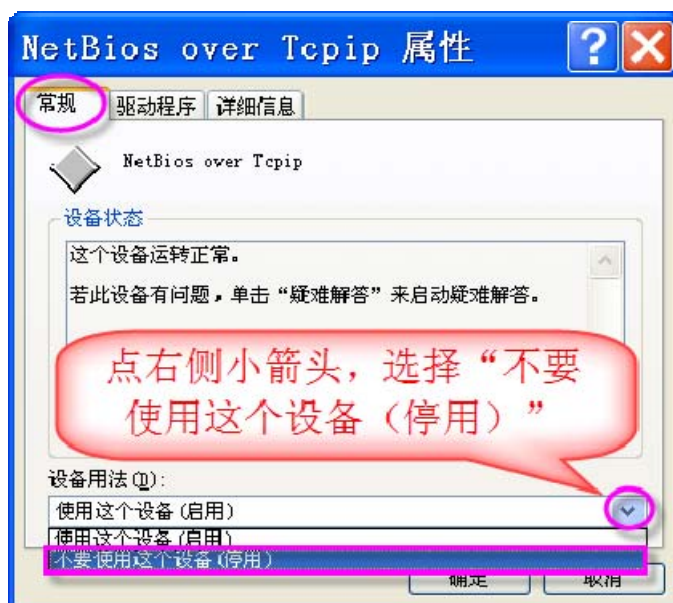 NetBios over Tcpip 属性
常规 驱动程序 详细信息
NetBios over Tcpip
设备状态
这个设备运转正常。
若此设备有问题，单击“疑难解答”来启动疑难解答。
点右侧小箭头，选择“不要
使用这个设备（停用）”
设备用法(D):
使用这个设备(启用)
使用这个设备(启用)
不要使用这个设备(停用)
确定 取消